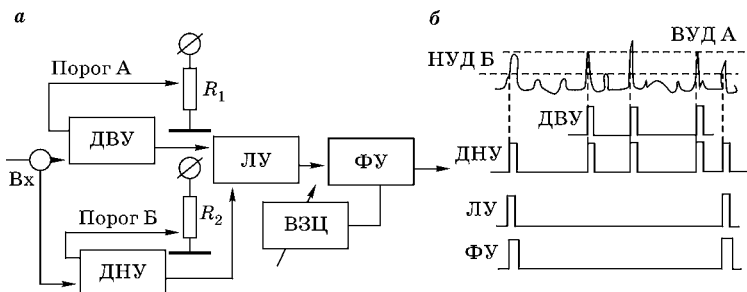 а
Порог А
R1
ДВУ
ЛУ
ФУ
Вх
Порог Б
R2
ВЗЦ
ДНУ
б
ВУД А
НУД Б
ДВУ
ДНУ
ЛУ
ФУ